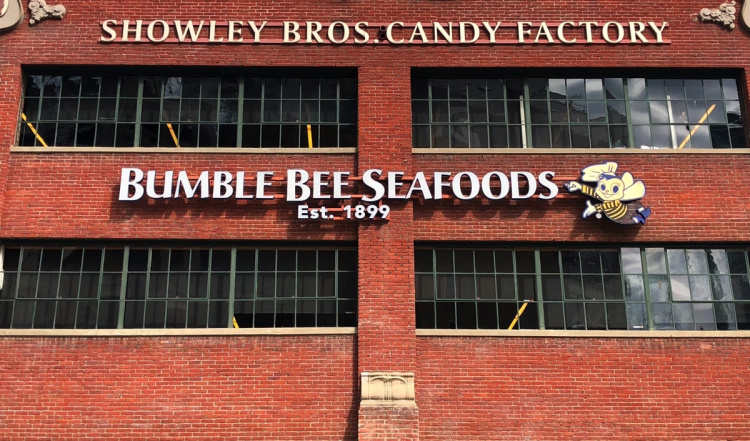 SHOWLEY BROS. CANDY FACTORY
BUMBLE BEE SEAFOODS
Est. 1899